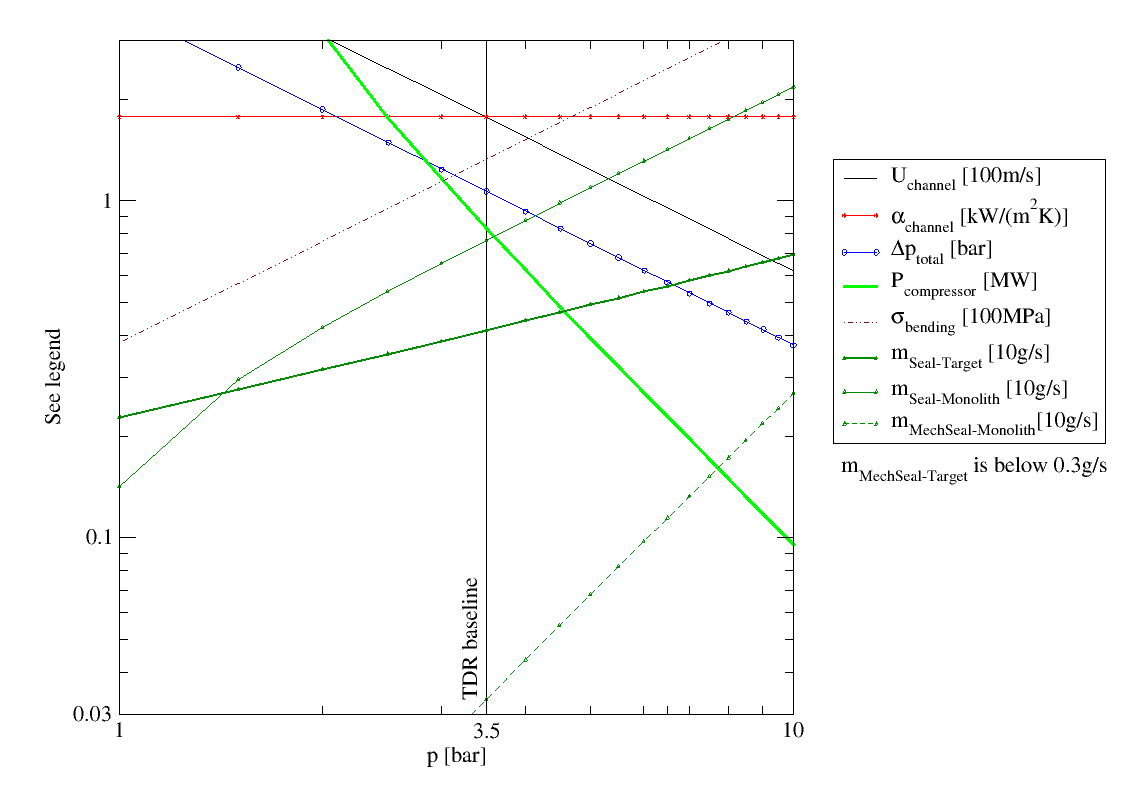 1
0.1
0.03
See legend
TDR baseline
1
3.5
10
p [bar]
U_channel [100m/s]
α_channel [kW/(m²K)]
Δp_total [bar]
P_compressor [MW]
σ_bending [100MPa]
m_Seal-Target [10g/s]
m_Seal-Monolith [10g/s]
m_MechSeal-Monolith[10g/s]
m_MechSeal-Target is below 0.3g/s